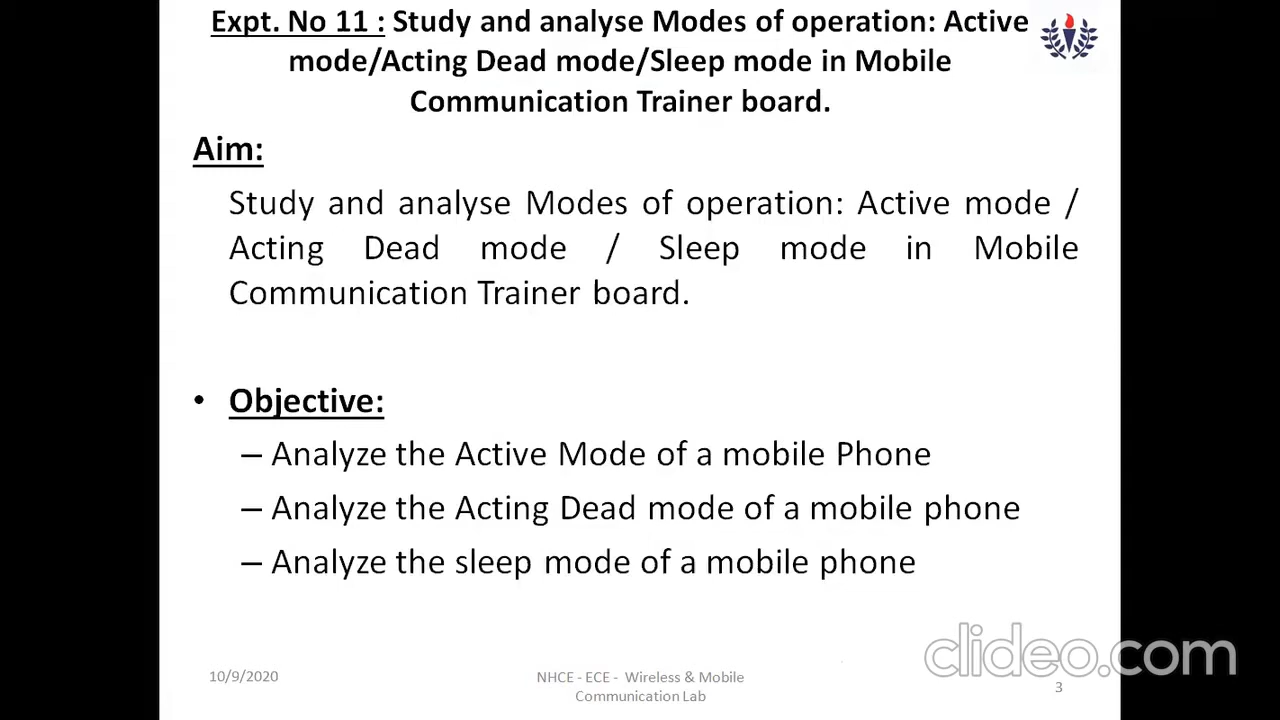 Expt. No 11 : Study and analyse Modes of operation: Active
mode/Acting Dead mode/Sleep mode in Mobile
Communication Trainer board.
Aim:
Study and analyse Modes of operation: Active mode /
Acting Dead mode / Sleep mode in Mobile
Communication Trainer board.
• Objective:
– Analyze the Active Mode of a mobile Phone
– Analyze the Acting Dead mode of a mobile phone
– Analyze the sleep mode of a mobile phone
clideo.com
10/9/2020
NHCE - ECE - Wireless & Mobile
Communication Lab
3